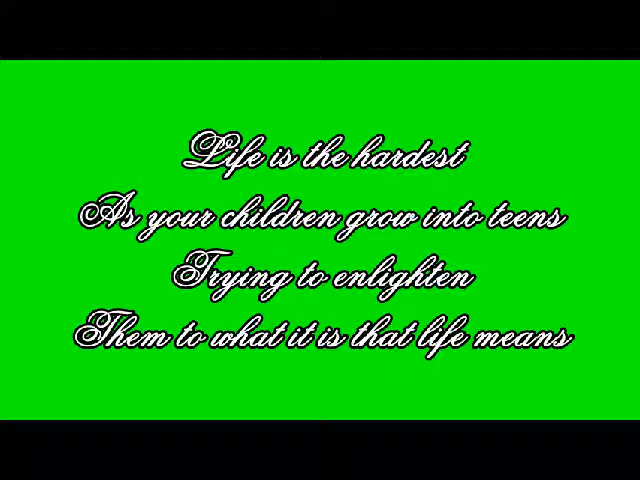 Life is the hardest
As your children grow into teens
Trying to enlighten
Them to what it is that life means